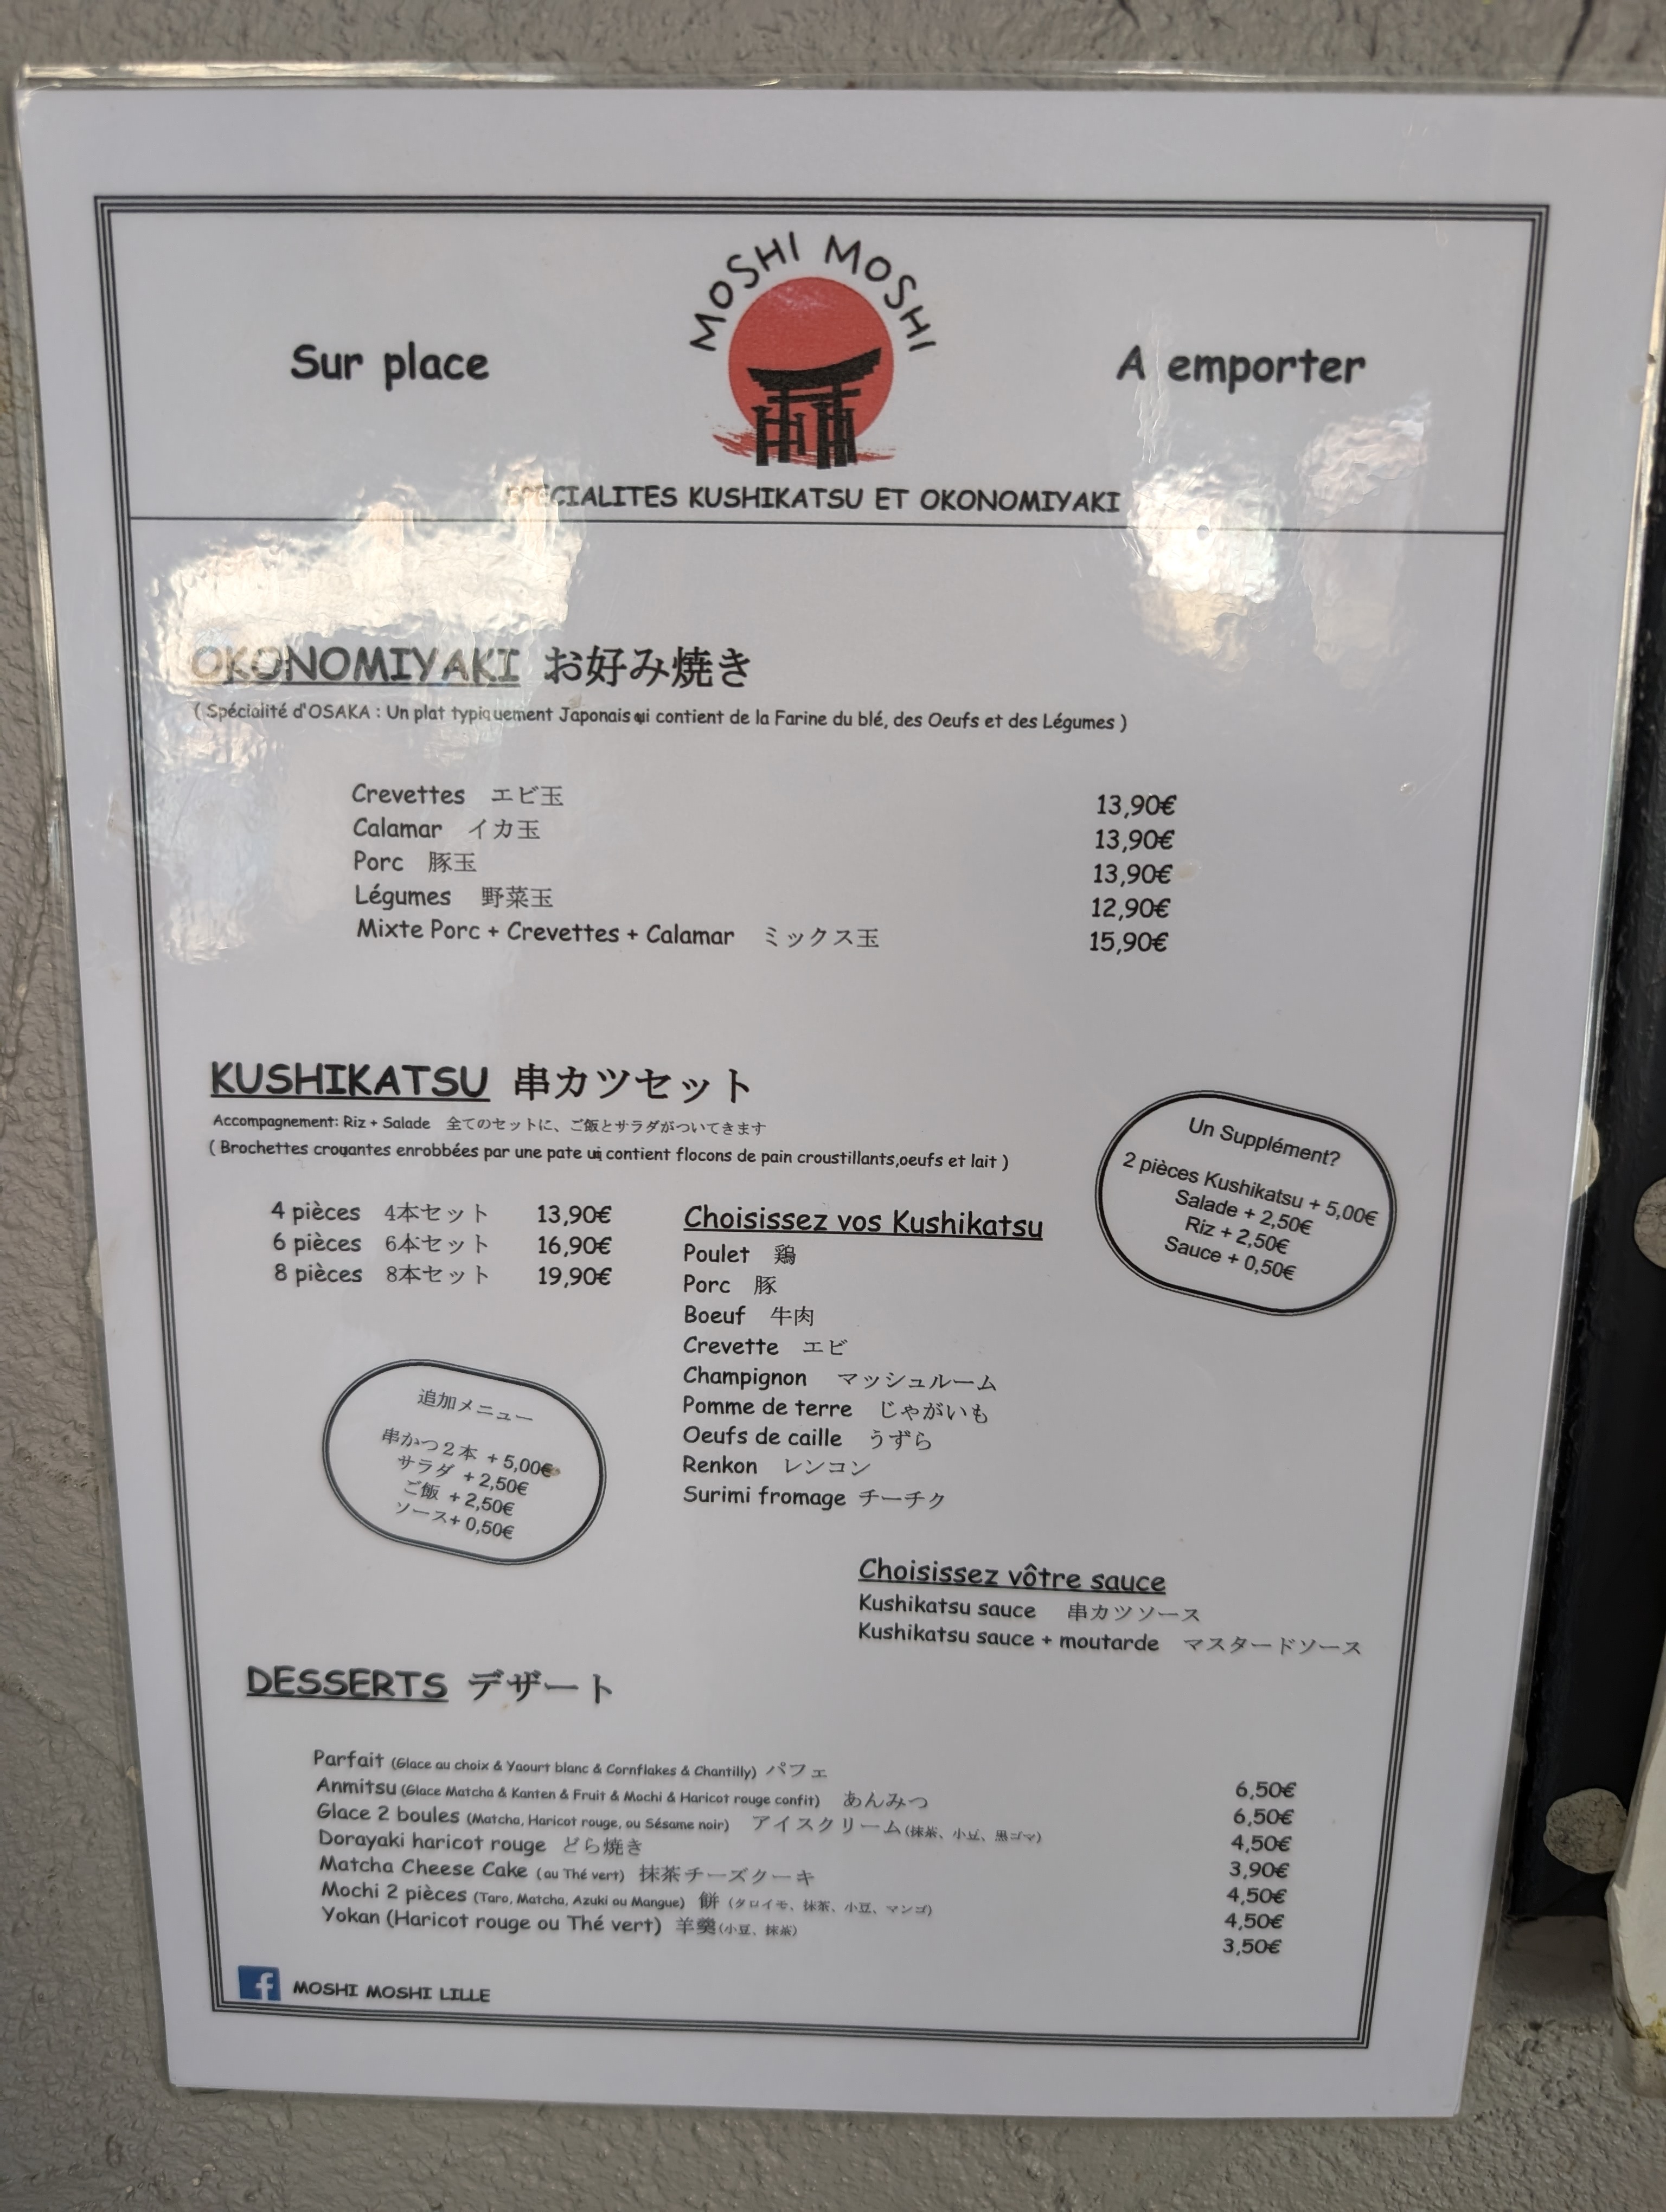 MOSHI MOSHI
Sur place
A emporter
SPECIALITES KUSHIKATSU ET OKONOMIYAKI
OKONOMIYAKI お好み焼き
( Spécialité d'OSAKA : Un plat typiquement Japonais qui contient de la Farine du blé, des Oeufs et des Légumes )
Crevettes エビ玉 13,90€
Calamar イカ玉 13,90€
Porc 豚玉 13,90€
Légumes 野菜玉 12,90€
Mixte Porc + Crevettes + Calamar ミックス玉 15,90€
KUSHIKATSU 串カツセット
Accompagnement: Riz + Salade 全てのセットに、ご飯とサラダがついてきます
( Brochettes croquantes enrobbées par une pate ui contient flocons de pain croustillants,oeufs et lait )
Un Supplément?
2 pièces Kushikatsu + 5,00€
Salade + 2,50€
Riz + 2,50€
Sauce + 0,50€
4 pièces 4本セット 13,90€
6 pièces 6本セット 16,90€
8 pièces 8本セット 19,90€
追加メニュー
串かつ2本 + 5,00€
サラダ + 2,50€
ご飯 + 2,50€
ソース+ 0,50€
Choisissez vos Kushikatsu
Poulet 鶏
Porc 豚
Boeuf 牛肉
Crevette エビ
Champignon マッシュルーム
Pomme de terre じゃがいも
Oeufs de caille うずら
Renkon レンコン
Surimi fromage チーチク
Choisissez vôtre sauce
Kushikatsu sauce 串カツソース
Kushikatsu sauce + moutarde マスタードソース
DESSERTS デザート
Parfait (Glace au choix & Yaourt blanc & Cornflakes & Chantilly) パフェ 6,50€
Anmitsu (Glace Matcha & Kanten & Fruit & Mochi & Haricot rouge confit) あんみつ 6,50€
Glace 2 boules (Matcha, Haricot rouge, ou Sésame noir) アイスクリーム(抹茶、小豆、黒ゴマ) 4,50€
Dorayaki haricot rouge どら焼き 3,90€
Matcha Cheese Cake (au Thé vert) 抹茶チーズケーキ 4,50€
Mochi 2 pièces (Taro, Matcha, Azuki ou Mangue) 餅 (タロイモ、抹茶、小豆、マンゴ) 4,50€
Yokan (Haricot rouge ou Thé vert) 羊羹(小豆、抹茶) 3,50€
f MOSHI MOSHI LILLE